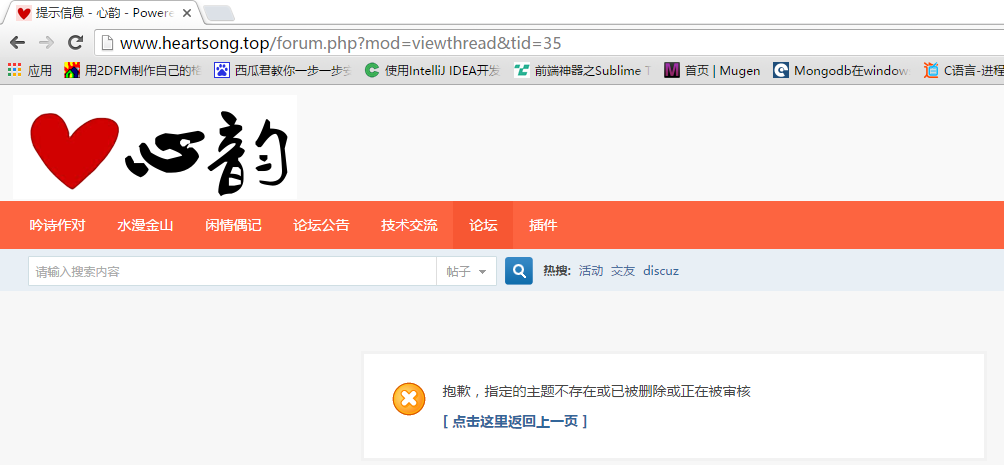 提示信息 - 心韵 - Powere
www.heartsong.top/forum.php?mod=viewthread&tid=35
应用 用2DFM制作自己的格 西瓜君教你一步一步安 使用IntelliJ IDEA开发 前端神器之Sublime T 首页 | Mugen Mongodb在window C语言-进程
心韵
吟诗作对 水漫金山 闲情偶记 论坛公告 技术交流 论坛 插件
请输入搜索内容 帖子 热搜: 活动 交友 discuz
抱歉，指定的主题不存在或已被删除或正在被审核
[ 点击这里返回上一页 ]